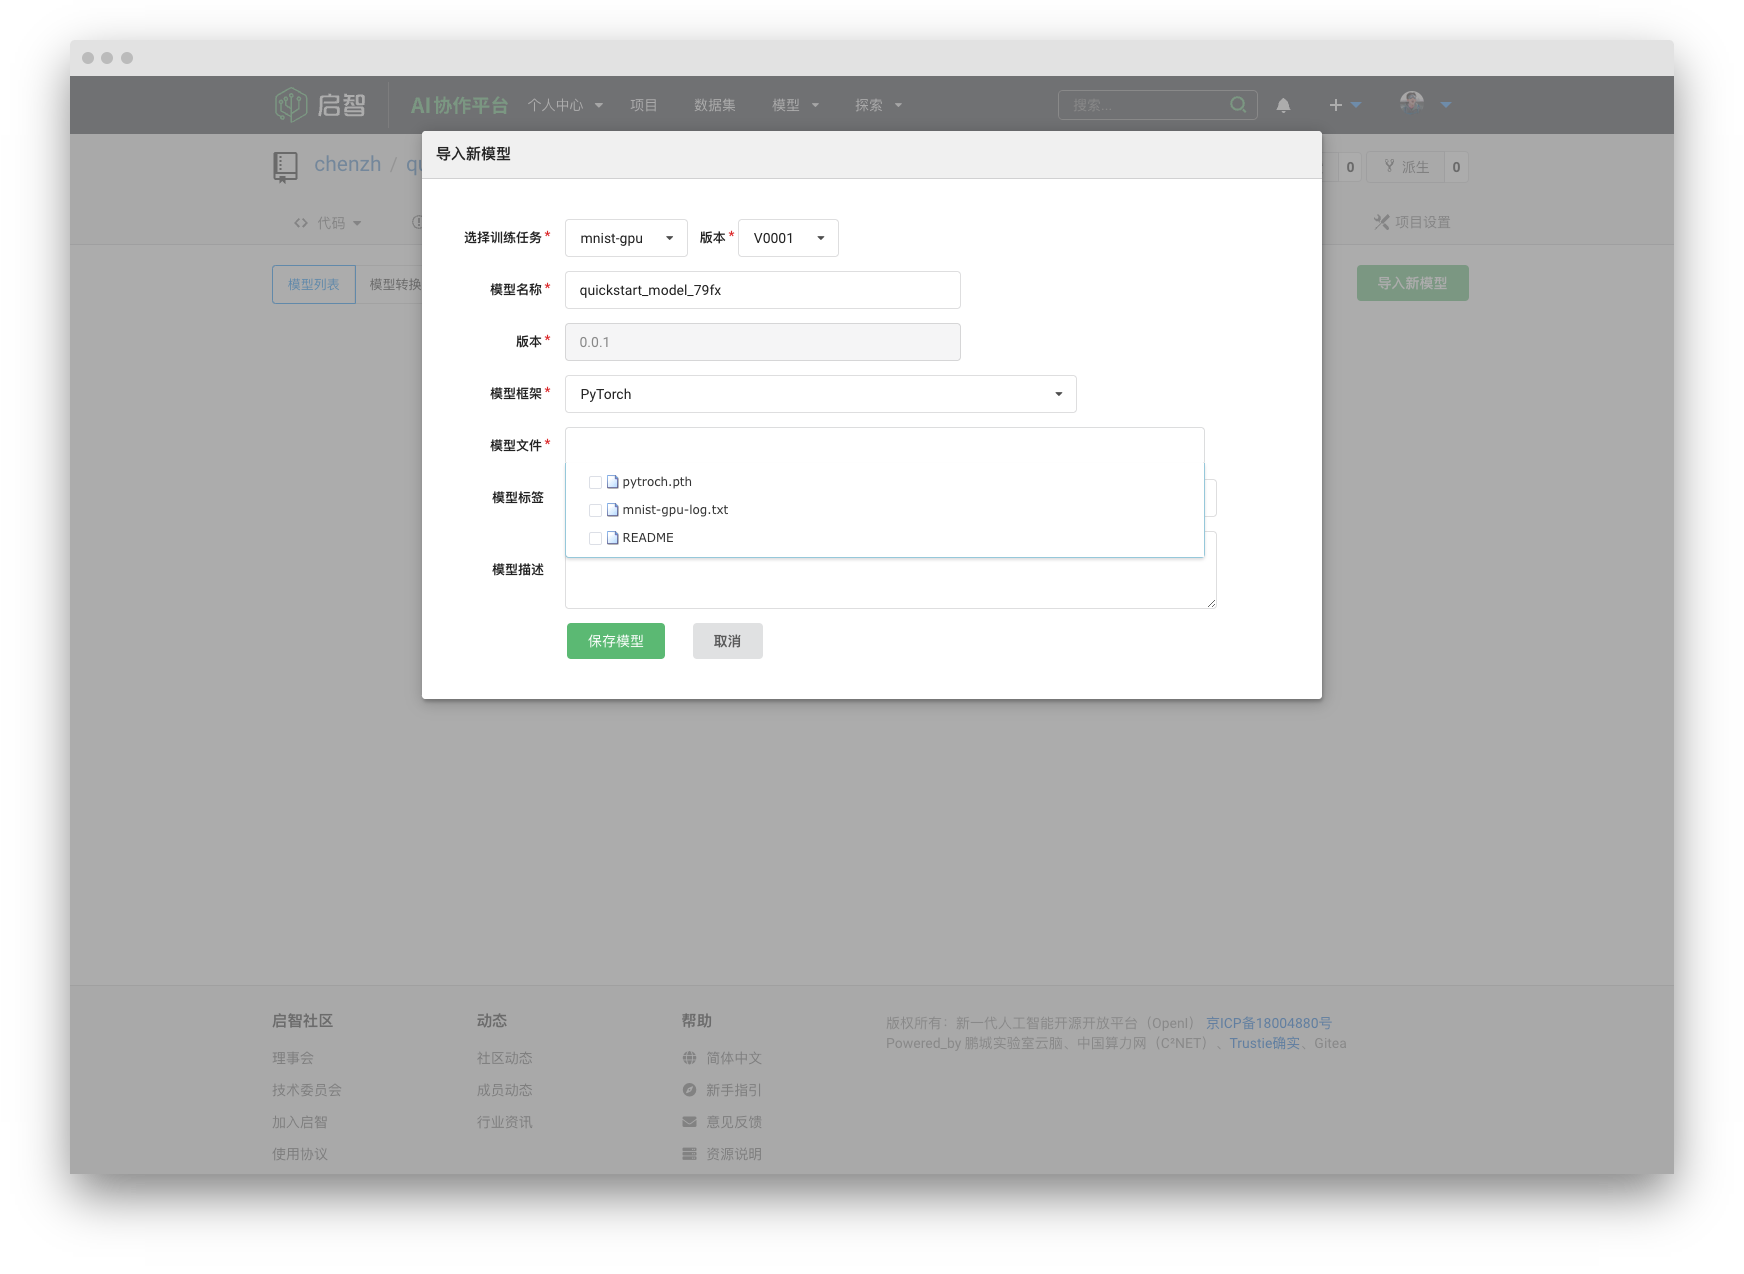 启智 AI协作平台 个人中心 项目 数据集 模型 探索 搜索...
导入新模型
chenzh / qu
0 派生 0
代码 项目设置
选择训练任务* mnist-gpu 版本* V0001
模型列表 模型转换 导入新模型
模型名称* quickstart_model_79fx
版本* 0.0.1
模型框架* PyTorch
模型文件*
pytroch.pth
模型标签
mnist-gpu-log.txt
README
模型描述
保存模型 取消
启智社区 动态 帮助
版权所有：新一代人工智能开源开放平台（OpenI） 京ICP备18004880号
Powered_by 鹏城实验室云脑、中国算力网（C²NET）、Trustie确实、Gitea
理事会 社区动态 简体中文
技术委员会 成员动态 新手指引
加入启智 行业资讯 意见反馈
使用协议 资源说明